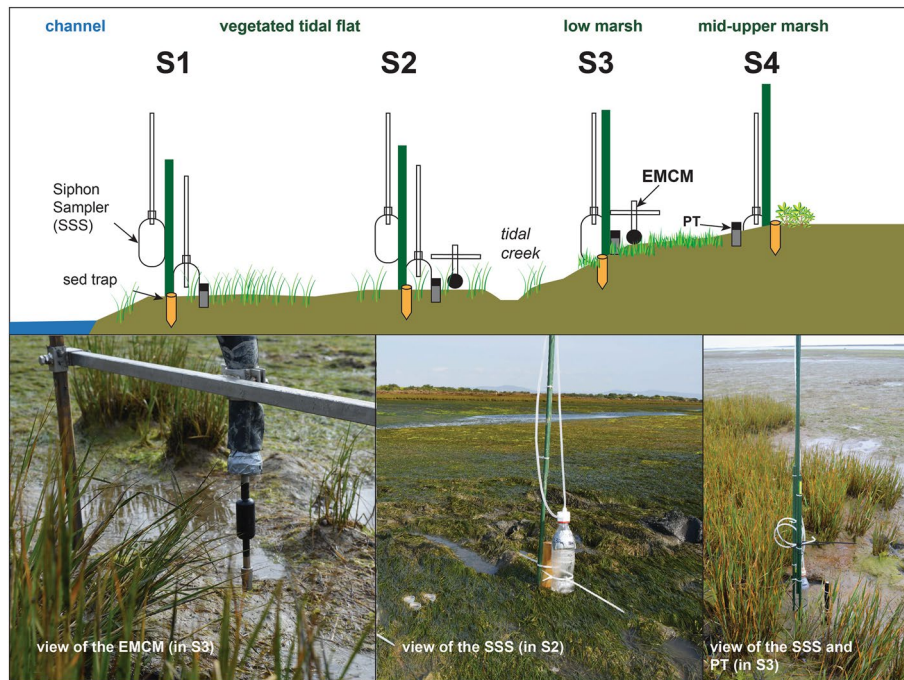 channel
vegetated tidal flat
low marsh
mid-upper marsh
S1
S2
S3
S4
Siphon
Sampler
(SSS)
EMCM
PT
tidal
creek
sed trap
view of the EMCM (in S3)
view of the SSS (in S2)
view of the SSS and
PT (in S3)